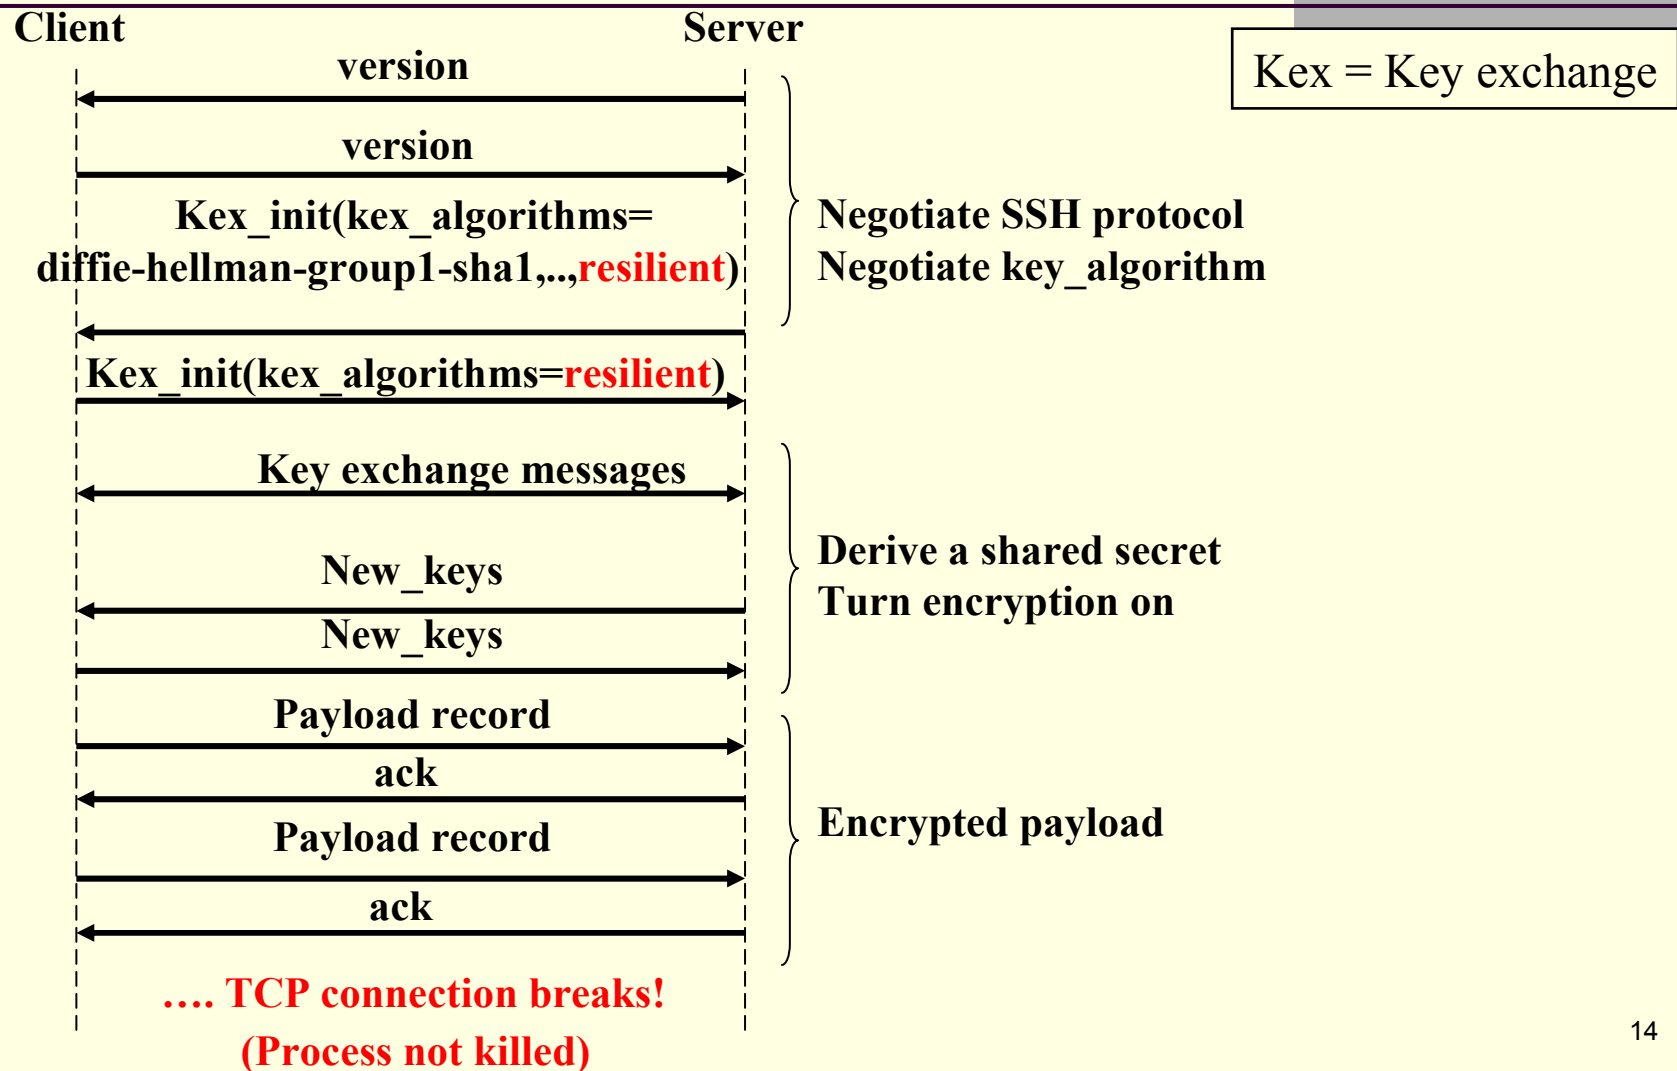 Client
Server
Kex = Key exchange
version
version
Kex_init(kex_algorithms=
diffie-hellman-group1-sha1,..,resilient)
Negotiate SSH protocol
Negotiate key_algorithm
Kex_init(kex_algorithms=resilient)
Key exchange messages
New_keys
New_keys
Derive a shared secret
Turn encryption on
Payload record
ack
Payload record
ack
Encrypted payload
…. TCP connection breaks!
(Process not killed)
14